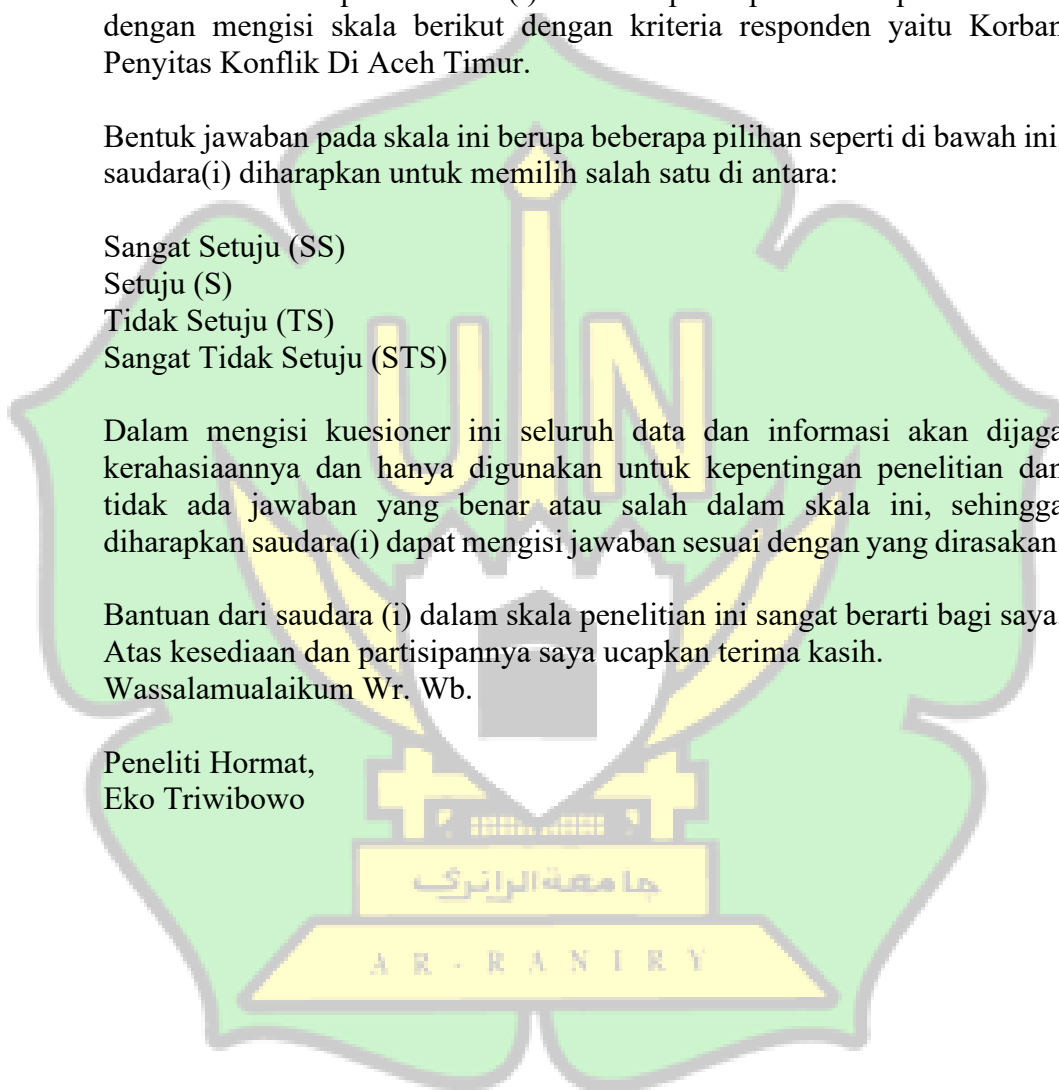 dengan mengisi skala berikut dengan kriteria responden yaitu Korban
Penyitas Konflik Di Aceh Timur.
Bentuk jawaban pada skala ini berupa beberapa pilihan seperti di bawah ini.
saudara(i) diharapkan untuk memilih salah satu di antara:
Sangat Setuju (SS)
Setuju (S)
Tidak Setuju (TS)
Sangat Tidak Setuju (STS)
UIN
Dalam mengisi kuesioner ini seluruh data dan informasi akan dijaga
kerahasiaannya dan hanya digunakan untuk kepentingan penelitian dan
tidak ada jawaban yang benar atau salah dalam skala ini, sehingga
diharapkan saudara(i) dapat mengisi jawaban sesuai dengan yang dirasakan.
Bantuan dari saudara (i) dalam skala penelitian ini sangat berarti bagi saya.
Atas kesediaan dan partisipannya saya ucapkan terima kasih.
Wassalamualaikum Wr. Wb.
Peneliti Hormat,
Eko Triwibowo
جامعة الرانري
AR-RANIRY